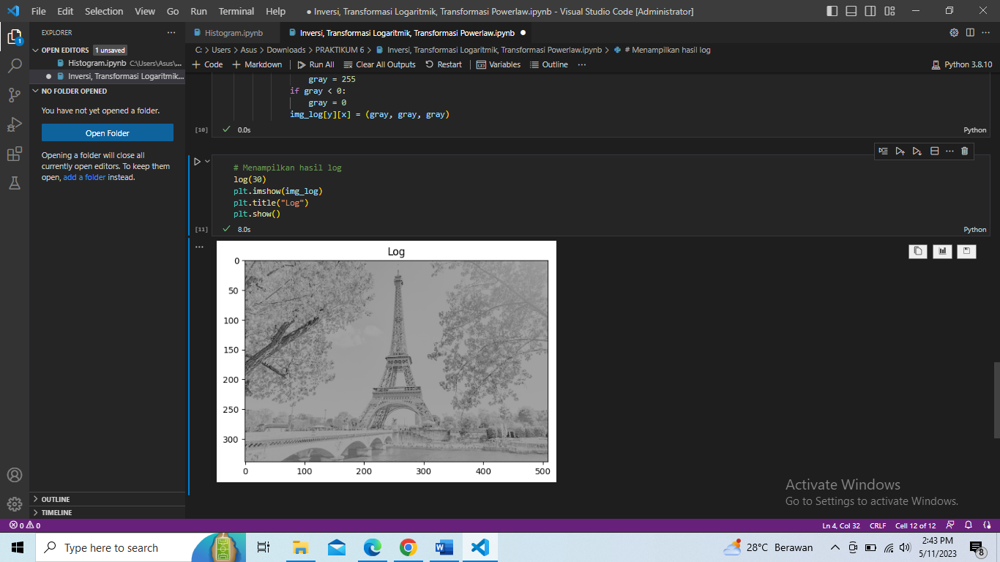 File Edit Selection View Go Run Terminal Help
● Inversi, Transformasi Logaritmik, Transformasi Powerlaw.ipynb - Visual Studio Code [Administrator]
EXPLORER
OPEN EDITORS 1 unsaved
Histogram.ipynb C:\Users\Asus\...
Inversi, Transformasi Logaritmik...
NO FOLDER OPENED
You have not yet opened a folder.
Open Folder
Opening a folder will close all
currently open editors. To keep them
open, add a folder instead.
OUTLINE
TIMELINE
Histogram.ipynb
Inversi, Transformasi Logaritmik, Transformasi Powerlaw.ipynb
C: > Users > Asus > Downloads > PRAKTIKUM 6 > Inversi, Transformasi Logaritmik, Transformasi Powerlaw.ipynb > # Menampilkan hasil log
+ Code + Markdown Run All Clear All Outputs Restart Variables Outline ...
Python 3.8.10
gray = 255
if gray < 0:
gray = 0
img_log[y][x] = (gray, gray, gray)
[10] 0.0s
Python
# Menampilkan hasil log
log(30)
plt.imshow(img_log)
plt.title("Log")
plt.show()
[11] 8.0s
Python
Log
0
50
100
150
200
250
300
0 100 200 300 400 500
Activate Windows
Go to Settings to activate Windows.
0 0
Ln 4, Col 32 CRLF Cell 12 of 12
Type here to search
28°C Berawan
2:43 PM
5/11/2023
8
1